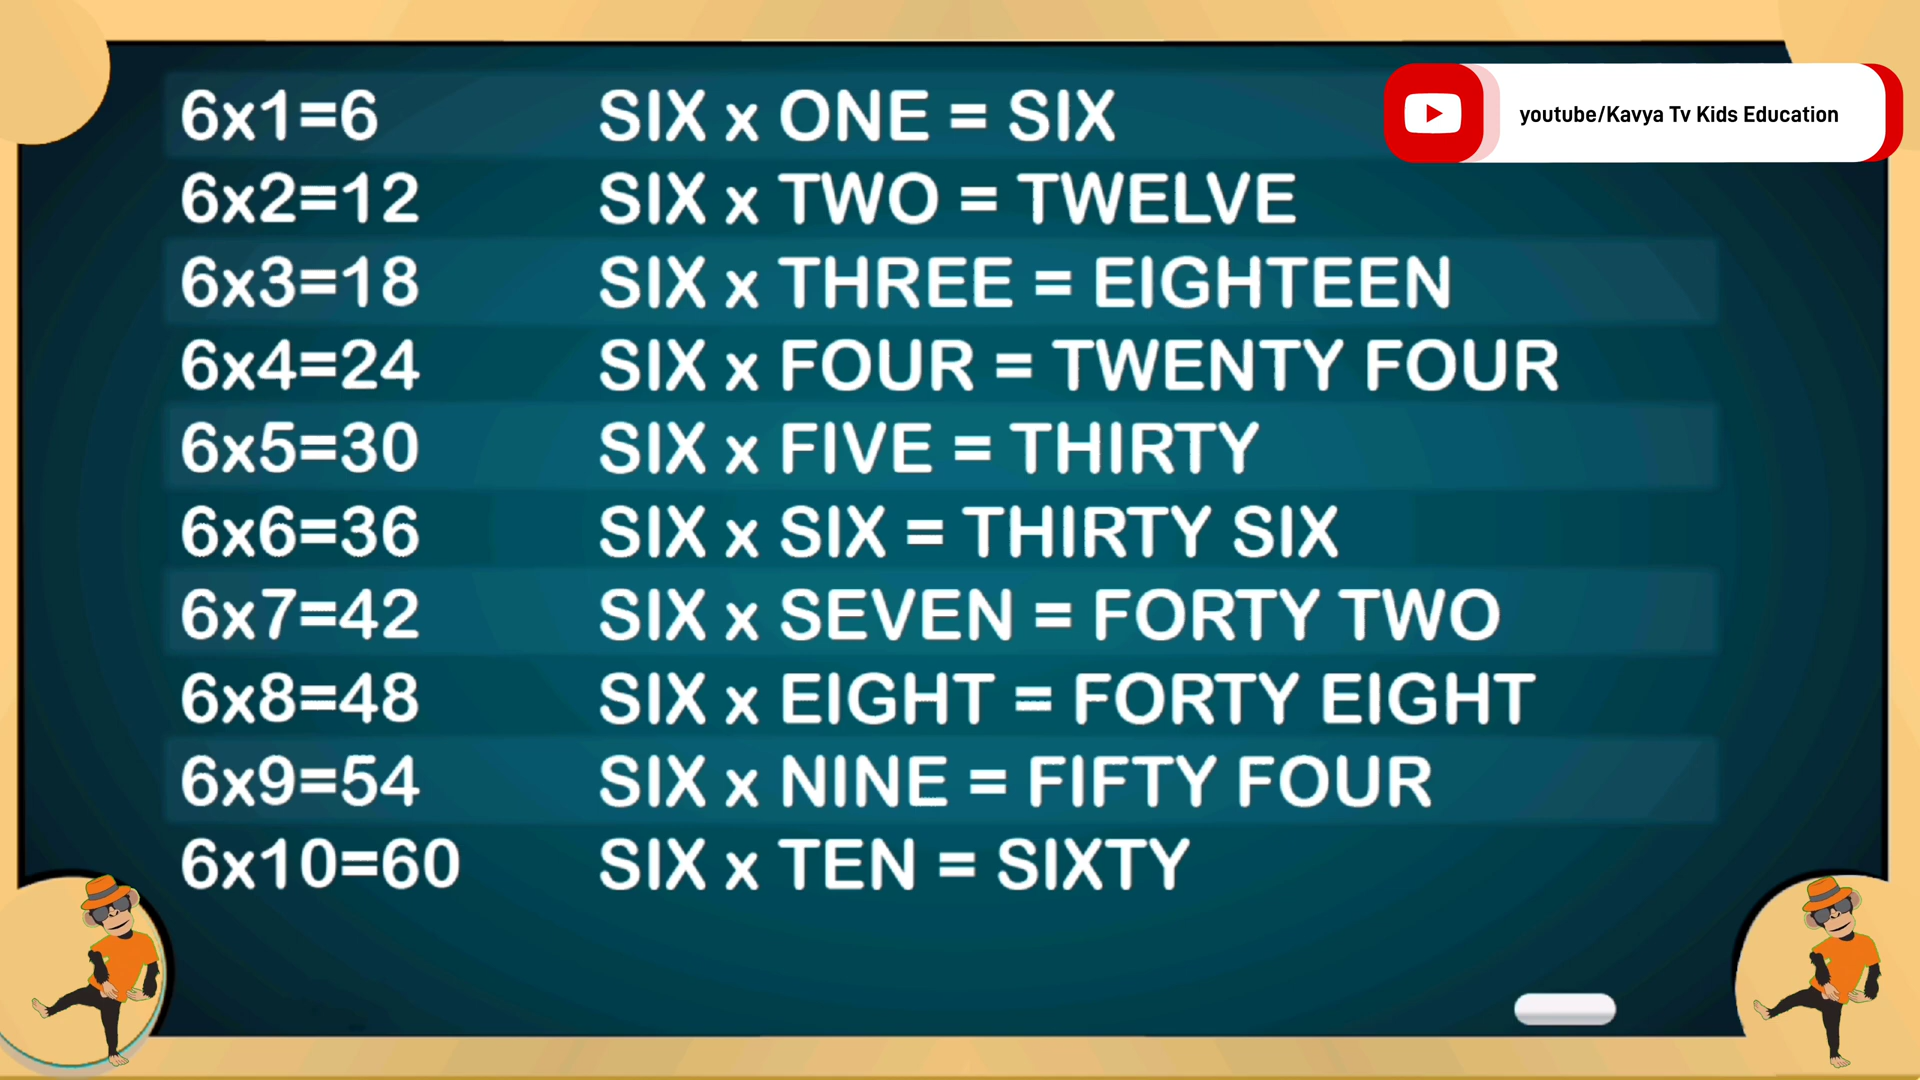 6x1=6 SIX x ONE = SIX
youtube/Kavya Tv Kids Education
6x2=12 SIX x TWO = TWELVE
6x3=18 SIX x THREE = EIGHTEEN
6x4=24 SIX x FOUR = TWENTY FOUR
6x5=30 SIX x FIVE = THIRTY
6x6=36 SIX x SIX = THIRTY SIX
6x7=42 SIX x SEVEN = FORTY TWO
6x8=48 SIX x EIGHT = FORTY EIGHT
6x9=54 SIX x NINE = FIFTY FOUR
6x10=60 SIX x TEN = SIXTY